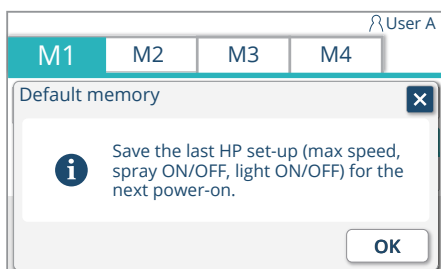 User A
M1 M2 M3 M4
Default memory
Save the last HP set-up (max speed,
spray ON/OFF, light ON/OFF) for the
next power-on.
OK